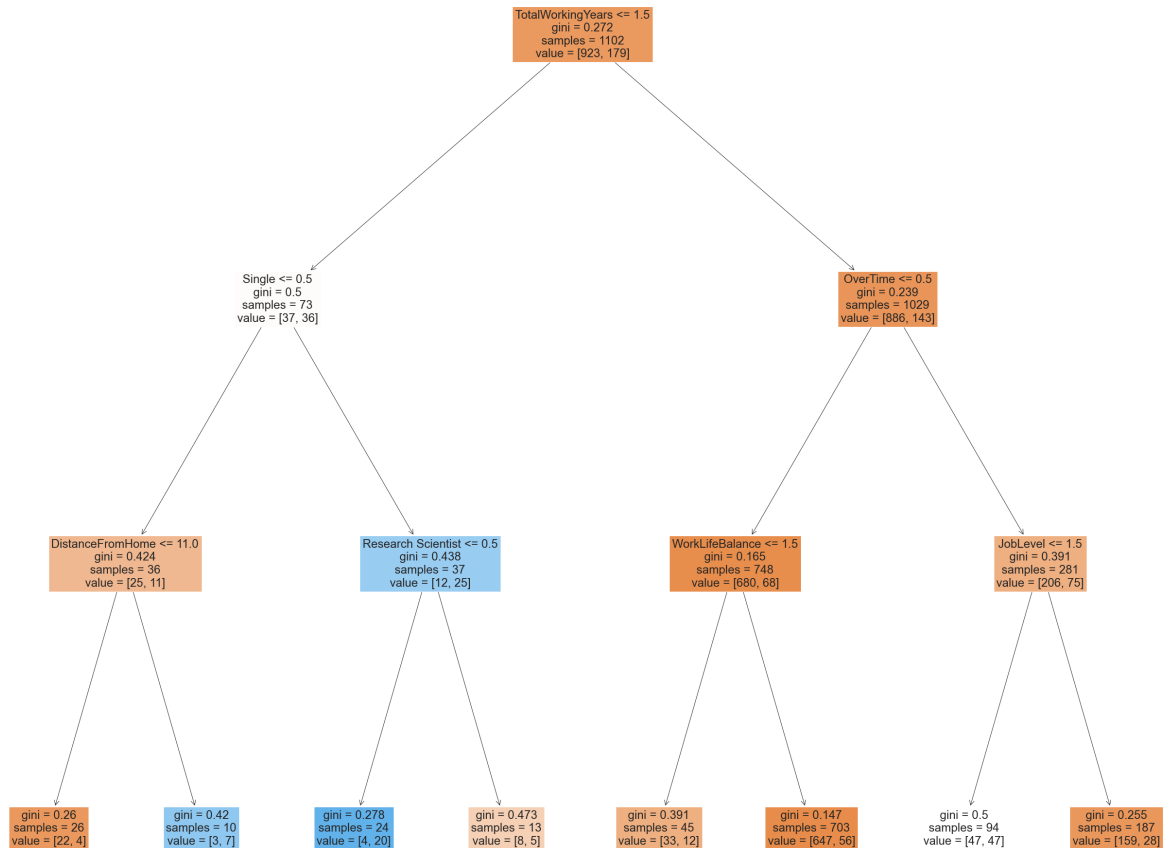 TotalWorkingYears <= 1.5
gini = 0.272
samples = 1102
value = [923, 179]
Single <= 0.5
gini = 0.5
samples = 73
value = [37, 36]
OverTime <= 0.5
gini = 0.239
samples = 1029
value = [886, 143]
DistanceFromHome <= 11.0
gini = 0.424
samples = 36
value = [25, 11]
Research Scientist <= 0.5
gini = 0.438
samples = 37
value = [12, 25]
WorkLifeBalance <= 1.5
gini = 0.165
samples = 748
value = [680, 68]
JobLevel <= 1.5
gini = 0.391
samples = 281
value = [206, 75]
gini = 0.26
samples = 26
value = [22, 4]
gini = 0.42
samples = 10
value = [3, 7]
gini = 0.278
samples = 24
value = [4, 20]
gini = 0.473
samples = 13
value = [8, 5]
gini = 0.391
samples = 45
value = [33, 12]
gini = 0.147
samples = 703
value = [647, 56]
gini = 0.5
samples = 94
value = [47, 47]
gini = 0.255
samples = 187
value = [159, 28]